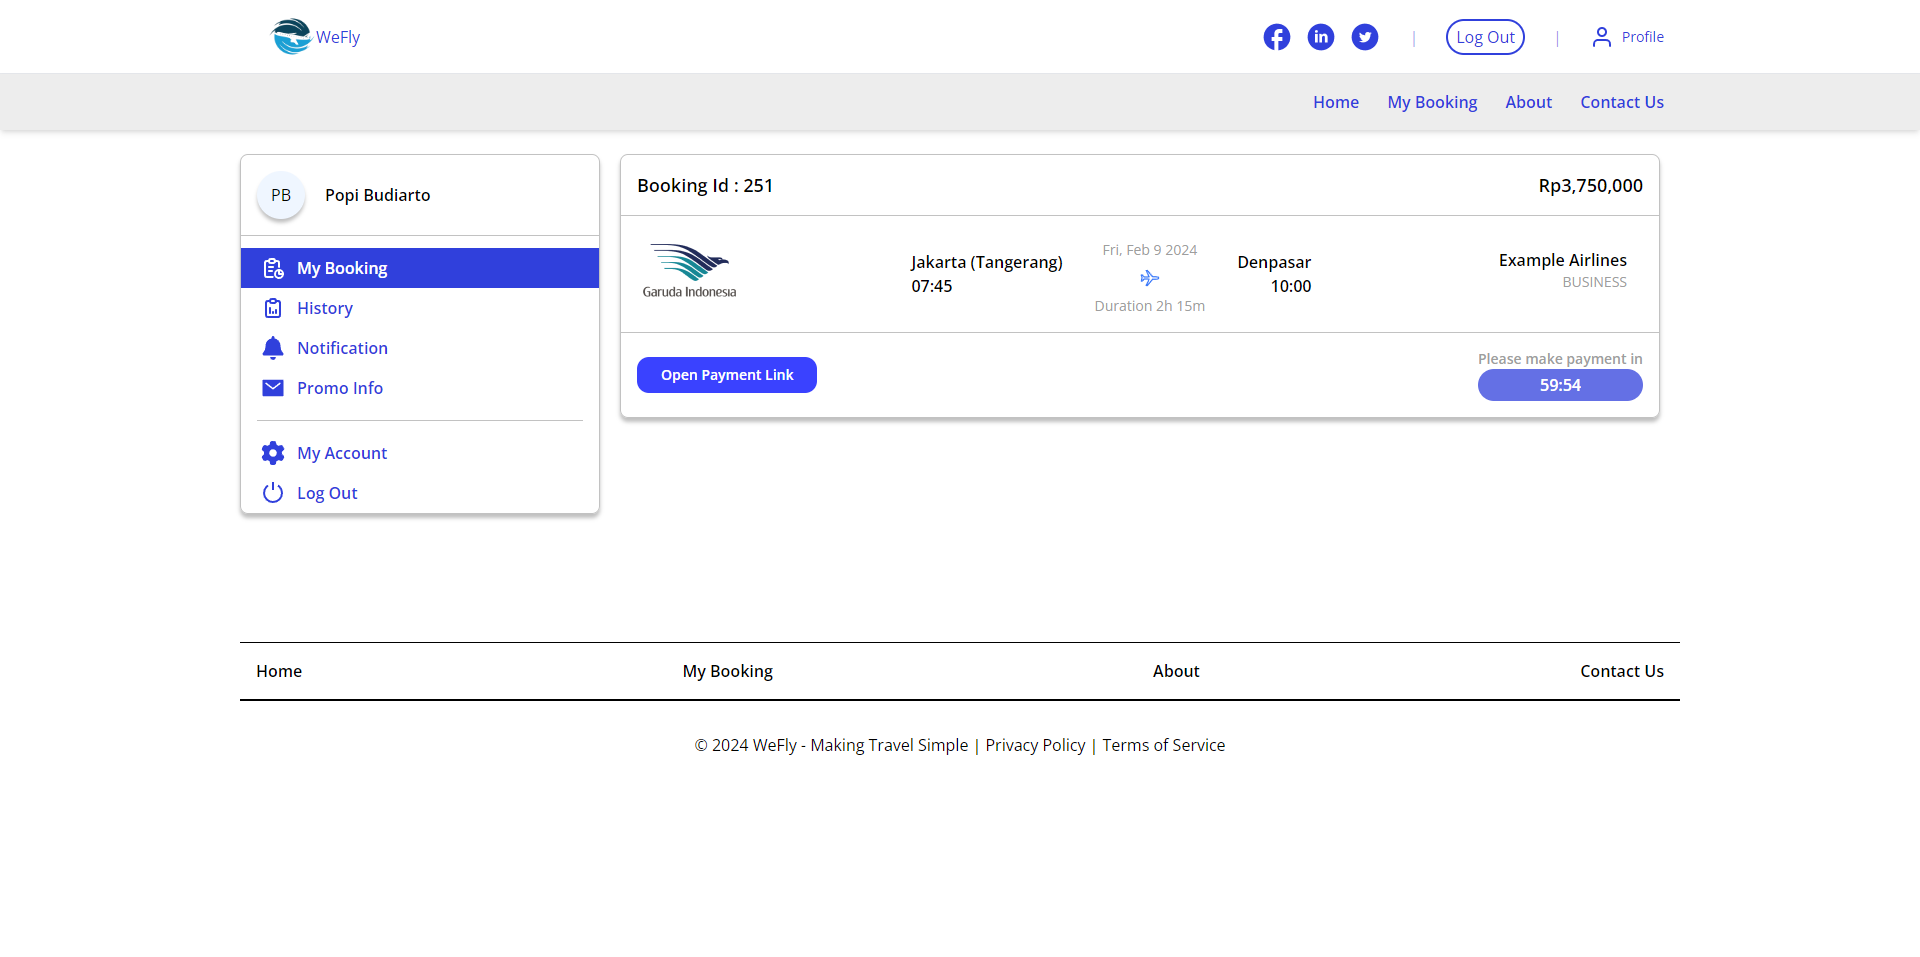 WeFly
| Log Out | Profile
Home My Booking About Contact Us
PB Popi Budiarto
My Booking
History
Notification
Promo Info
My Account
Log Out
Booking Id : 251 Rp3,750,000
Garuda Indonesia
Jakarta (Tangerang)
07:45
Fri, Feb 9 2024
Duration 2h 15m
Denpasar
10:00
Example Airlines
BUSINESS
Open Payment Link
Please make payment in
59:54
Home My Booking About Contact Us
© 2024 WeFly - Making Travel Simple | Privacy Policy | Terms of Service